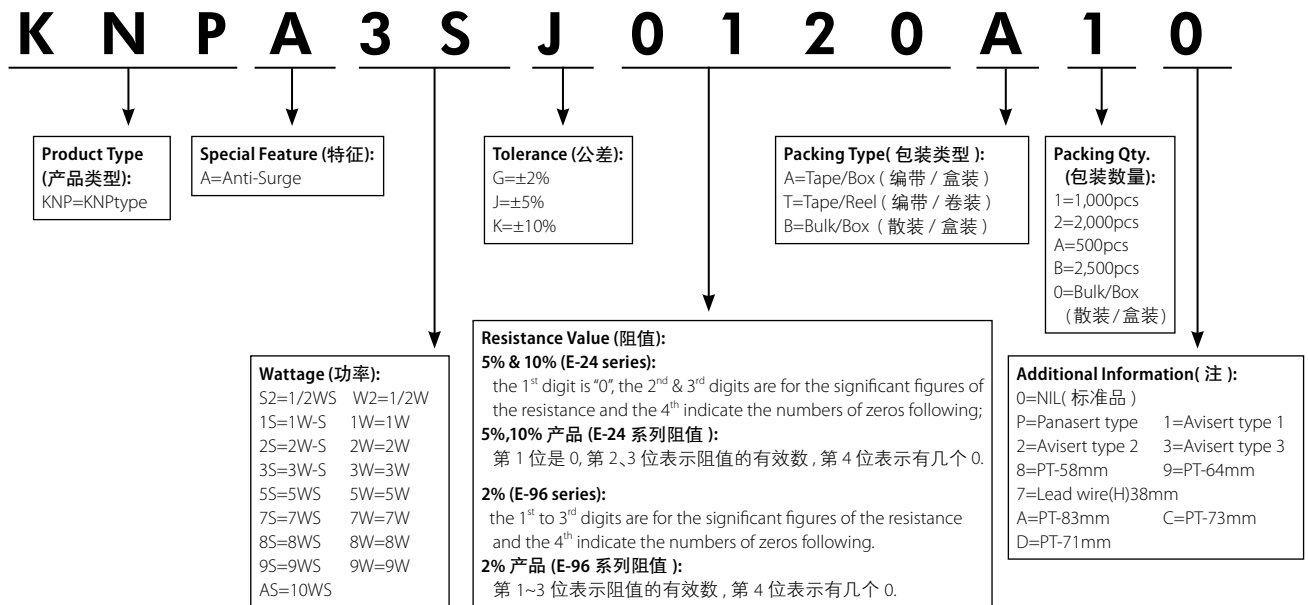 K N P A 3 S J 0 1 2 0 A 1 0
Product Type
(产品类型):
KNP=KNPtype
Special Feature (特征):
A=Anti-Surge
Tolerance (公差):
G=±2%
J=±5%
K=±10%
Packing Type( 包装类型 ):
A=Tape/Box ( 编带 / 盒装 )
T=Tape/Reel ( 编带 / 卷装 )
B=Bulk/Box ( 散装 / 盒装 )
Packing Qty.
(包装数量):
1=1,000pcs
2=2,000pcs
A=500pcs
B=2,500pcs
0=Bulk/Box
(散装/盒装)
Wattage (功率):
S2=1/2WS W2=1/2W
1S=1W-S 1W=1W
2S=2W-S 2W=2W
3S=3W-S 3W=3W
5S=5WS 5W=5W
7S=7WS 7W=7W
8S=8WS 8W=8W
9S=9WS 9W=9W
AS=10WS
Resistance Value (阻值):
5% & 10% (E-24 series):
the 1st digit is "0", the 2nd & 3rd digits are for the significant figures of
the resistance and the 4th indicate the numbers of zeros following;
5%,10% 产品 (E-24 系列阻值 ):
第 1 位是 0, 第 2、3 位表示阻值的有效数 , 第 4 位表示有几个 0.
2% (E-96 series):
the 1st to 3rd digits are for the significant figures of the resistance
and the 4th indicate the numbers of zeros following.
2% 产品 (E-96 系列阻值 ):
第 1~3 位表示阻值的有效数 , 第 4 位表示有几个 0.
Additional Information( 注 ):
0=NIL( 标准品 )
P=Panasert type 1=Avisert type 1
2=Avisert type 2 3=Avisert type 3
8=PT-58mm 9=PT-64mm
7=Lead wire(H)38mm
A=PT-83mm C=PT-73mm
D=PT-71mm